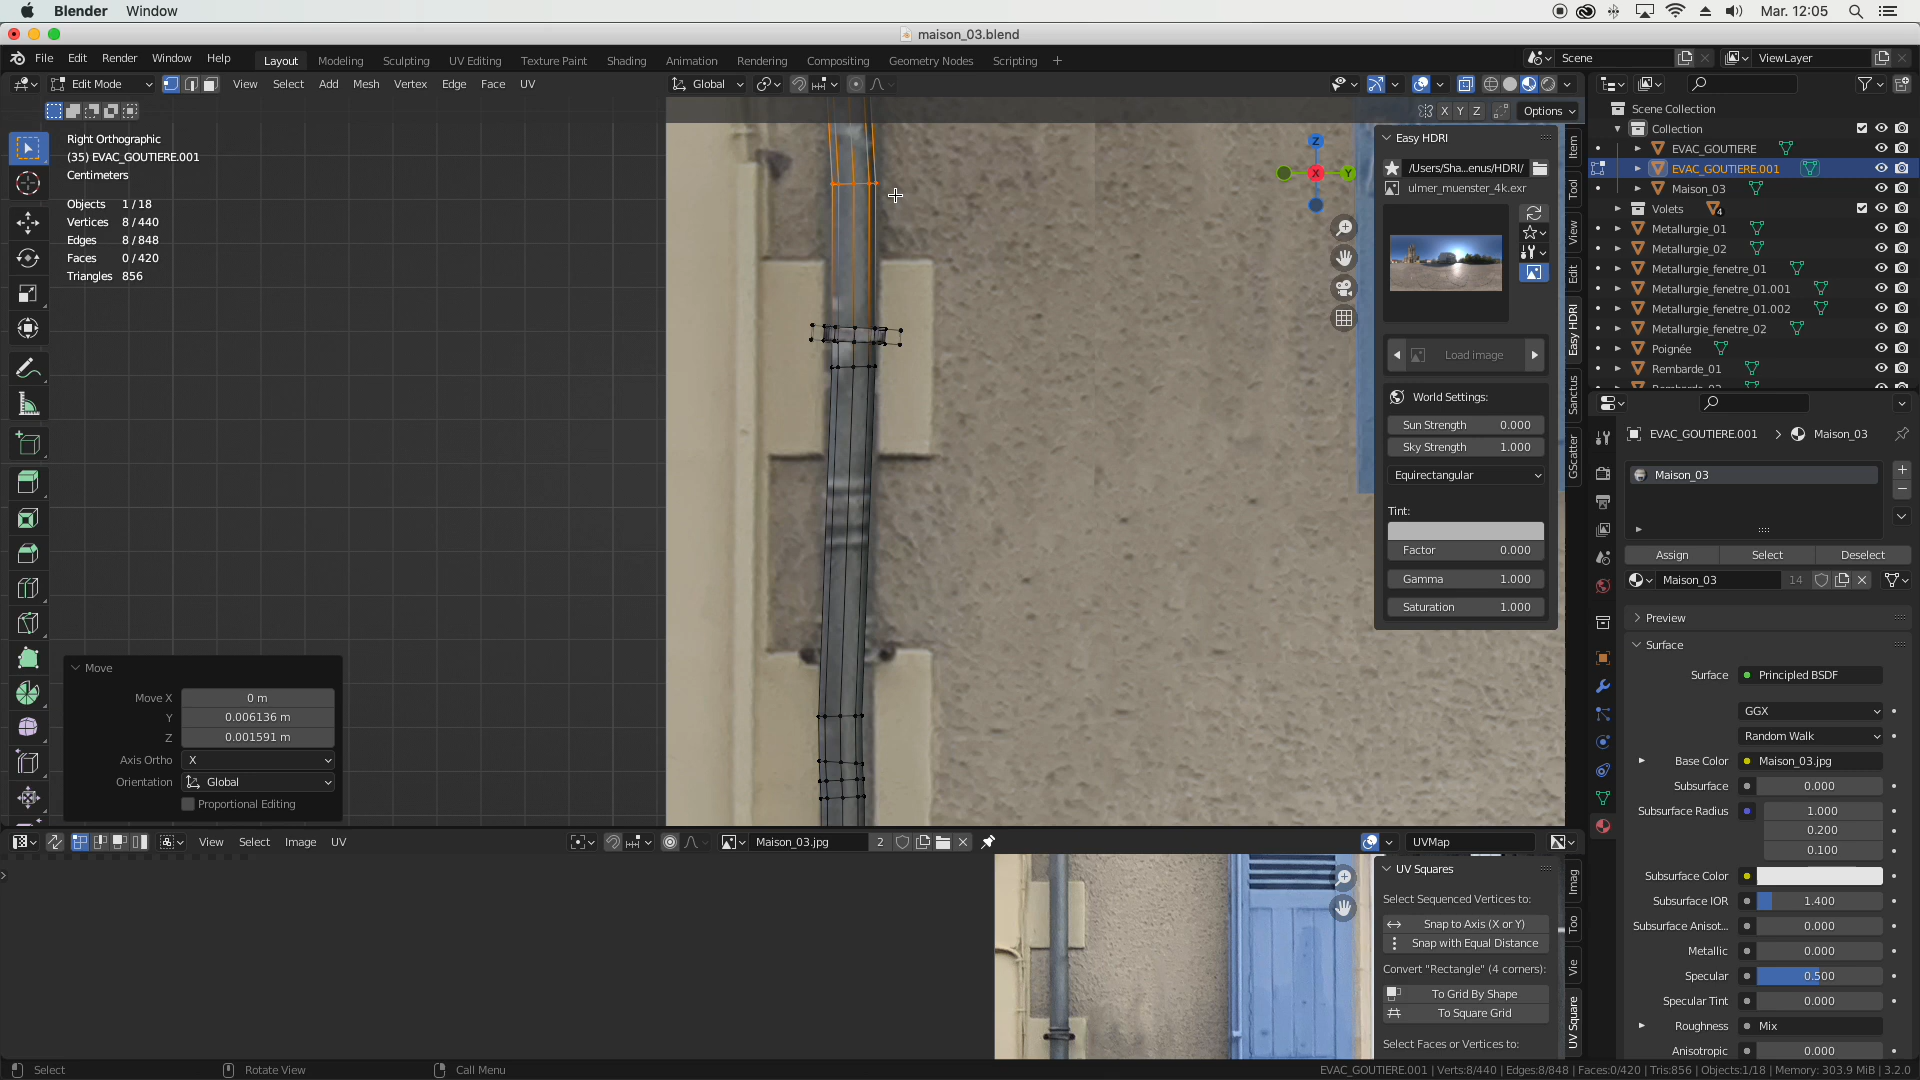 Blender Window Mar. 12:05
maison_03.blend
File Edit Render Window Help Layout Modeling Sculpting UV Editing Texture Paint Shading Animation Rendering Compositing Geometry Nodes Scripting + Scene ViewLayer
Edit Mode View Select Add Mesh Vertex Edge Face UV Global
X Y Z Options
Right Orthographic
(35) EVAC_GOUTIERE.001
Centimeters
Objects 1 / 18
Vertices 8 / 440
Edges 8 / 848
Faces 0 / 420
Triangles 856
Move
Move X 0 m
Y 0.006136 m
Z 0.001591 m
Axis Ortho X
Orientation Global
Proportional Editing
Z
X
Y
Easy HDRI
/Users/Sha...enus/HDRI/
ulmer_muenster_4k.exr
Load image
World Settings:
Sun Strength 0.000
Sky Strength 1.000
Equirectangular
Tint:
Factor 0.000
Gamma 1.000
Saturation 1.000
Item
Tool
View
Edit
Easy HDRI
Sanctus
GScatter
Scene Collection
Collection
EVAC_GOUTIERE
EVAC_GOUTIERE.001
Maison_03
Volets 4
Metallurgie_01
Metallurgie_02
Metallurgie_fenetre_01
Metallurgie_fenetre_01.001
Metallurgie_fenetre_01.002
Metallurgie_fenetre_02
Poignée
Rembarde_01
Rembarde_02
EVAC_GOUTIERE.001 > Maison_03
Maison_03
Assign Select Deselect
Maison_03 14
Preview
Surface
Surface Principled BSDF
GGX
Random Walk
Base Color Maison_03.jpg
Subsurface 0.000
Subsurface Radius 1.000
0.200
0.100
Subsurface Color
Subsurface IOR 1.400
Subsurface Anisot... 0.000
Metallic 0.000
Specular 0.500
Specular Tint 0.000
Roughness Mix
Anisotropic 0.000
View Select Image UV Maison_03.jpg 2 UVMap
UV Squares
Select Sequenced Vertices to:
Snap to Axis (X or Y)
Snap with Equal Distance
Convert "Rectangle" (4 corners):
To Grid By Shape
To Square Grid
Select Faces or Vertices to:
Imag
Too
Vie
UV Square
Select Rotate View Call Menu EVAC_GOUTIERE.001 | Verts:8/440 | Edges:8/848 | Faces:0/420 | Tris:856 | Objects:1/18 | Memory: 303.9 MiB | 3.2.0